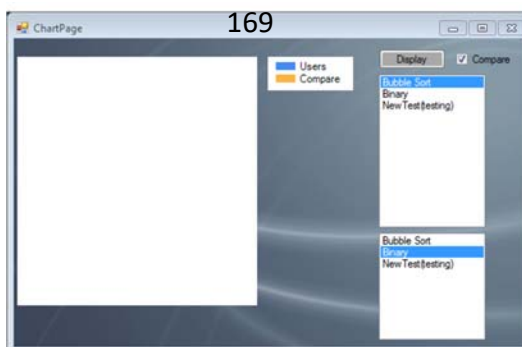 169
ChartPage
Users
Compare
Display
Compare
Bubble Sort
Binary
NewTest(testing)
Bubble Sort
Binary
NewTest(testing)